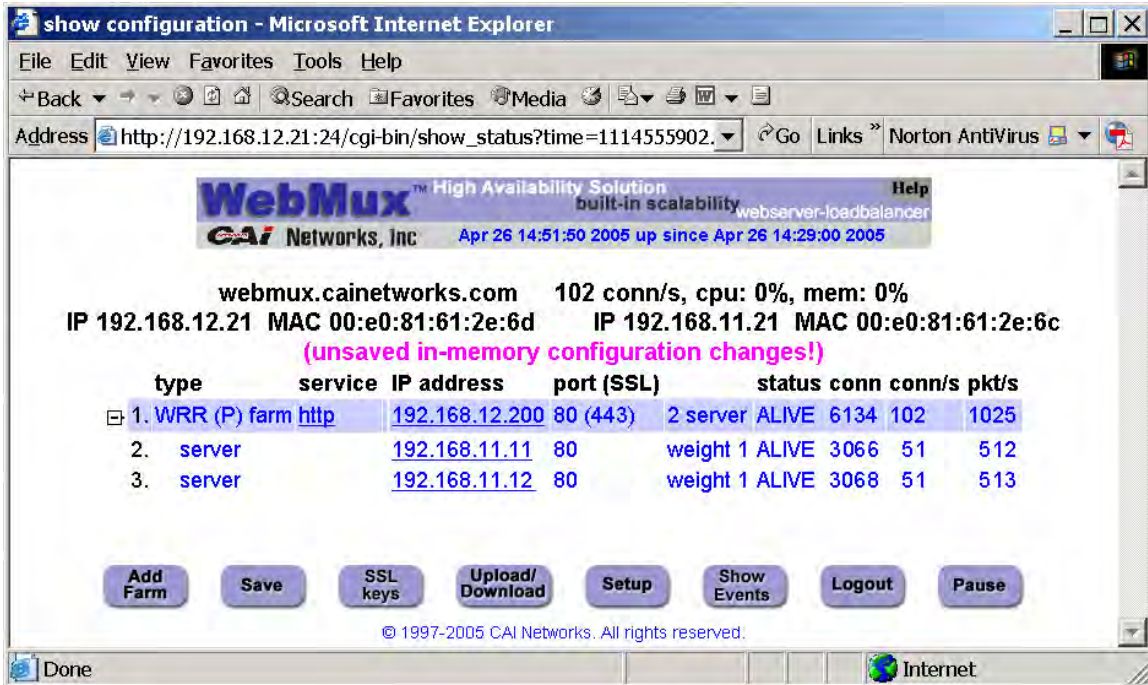 show configuration - Microsoft Internet Explorer
File Edit View Favorites Tools Help
Back Search Favorites Media
Address http://192.168.12.21:24/cgi-bin/show_status?time=1114555902. Go Links » Norton AntiVirus
WebMux™ High Availability Solution Help
built-in scalability webserver-loadbalancer
CAI Networks, Inc Apr 26 14:51:50 2005 up since Apr 26 14:29:00 2005
webmux.cainetworks.com 102 conn/s, cpu: 0%, mem: 0%
IP 192.168.12.21 MAC 00:e0:81:61:2e:6d IP 192.168.11.21 MAC 00:e0:81:61:2e:6c
(unsaved in-memory configuration changes!)
type service IP address port (SSL) status conn conn/s pkt/s
1. WRR (P) farm http 192.168.12.200 80 (443) 2 server ALIVE 6134 102 1025
2. server 192.168.11.11 80 weight 1 ALIVE 3066 51 512
3. server 192.168.11.12 80 weight 1 ALIVE 3068 51 513
Add Farm Save SSL keys Upload/Download Setup Show Events Logout Pause
© 1997-2005 CAI Networks. All rights reserved.
Done Internet